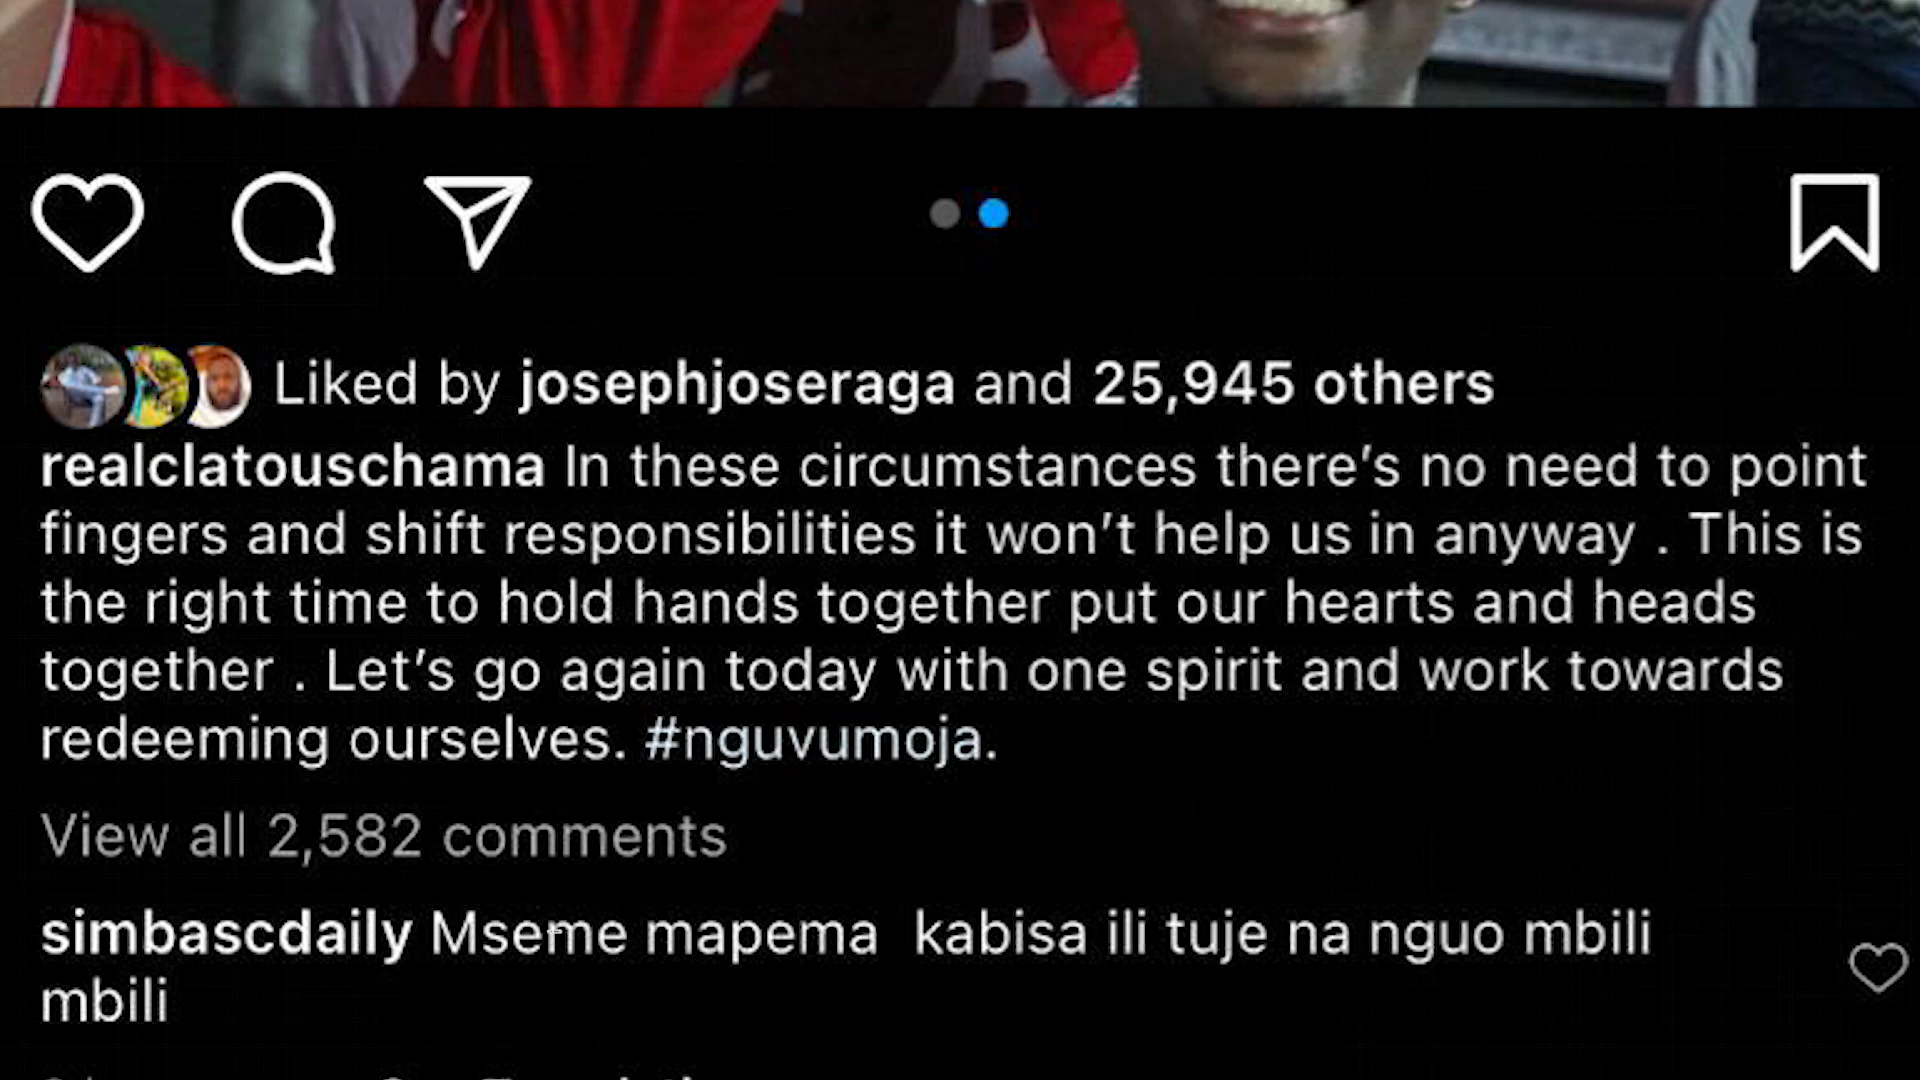 Liked by josephjoseraga and 25,945 others
realclatouschama In these circumstances there’s no need to point
fingers and shift responsibilities it won’t help us in anyway . This is
the right time to hold hands together put our hearts and heads
together . Let’s go again today with one spirit and work towards
redeeming ourselves. #nguvumoja.
View all 2,582 comments
simbascdaily Mseme mapema  kabisa ili tuje na nguo mbili
mbili